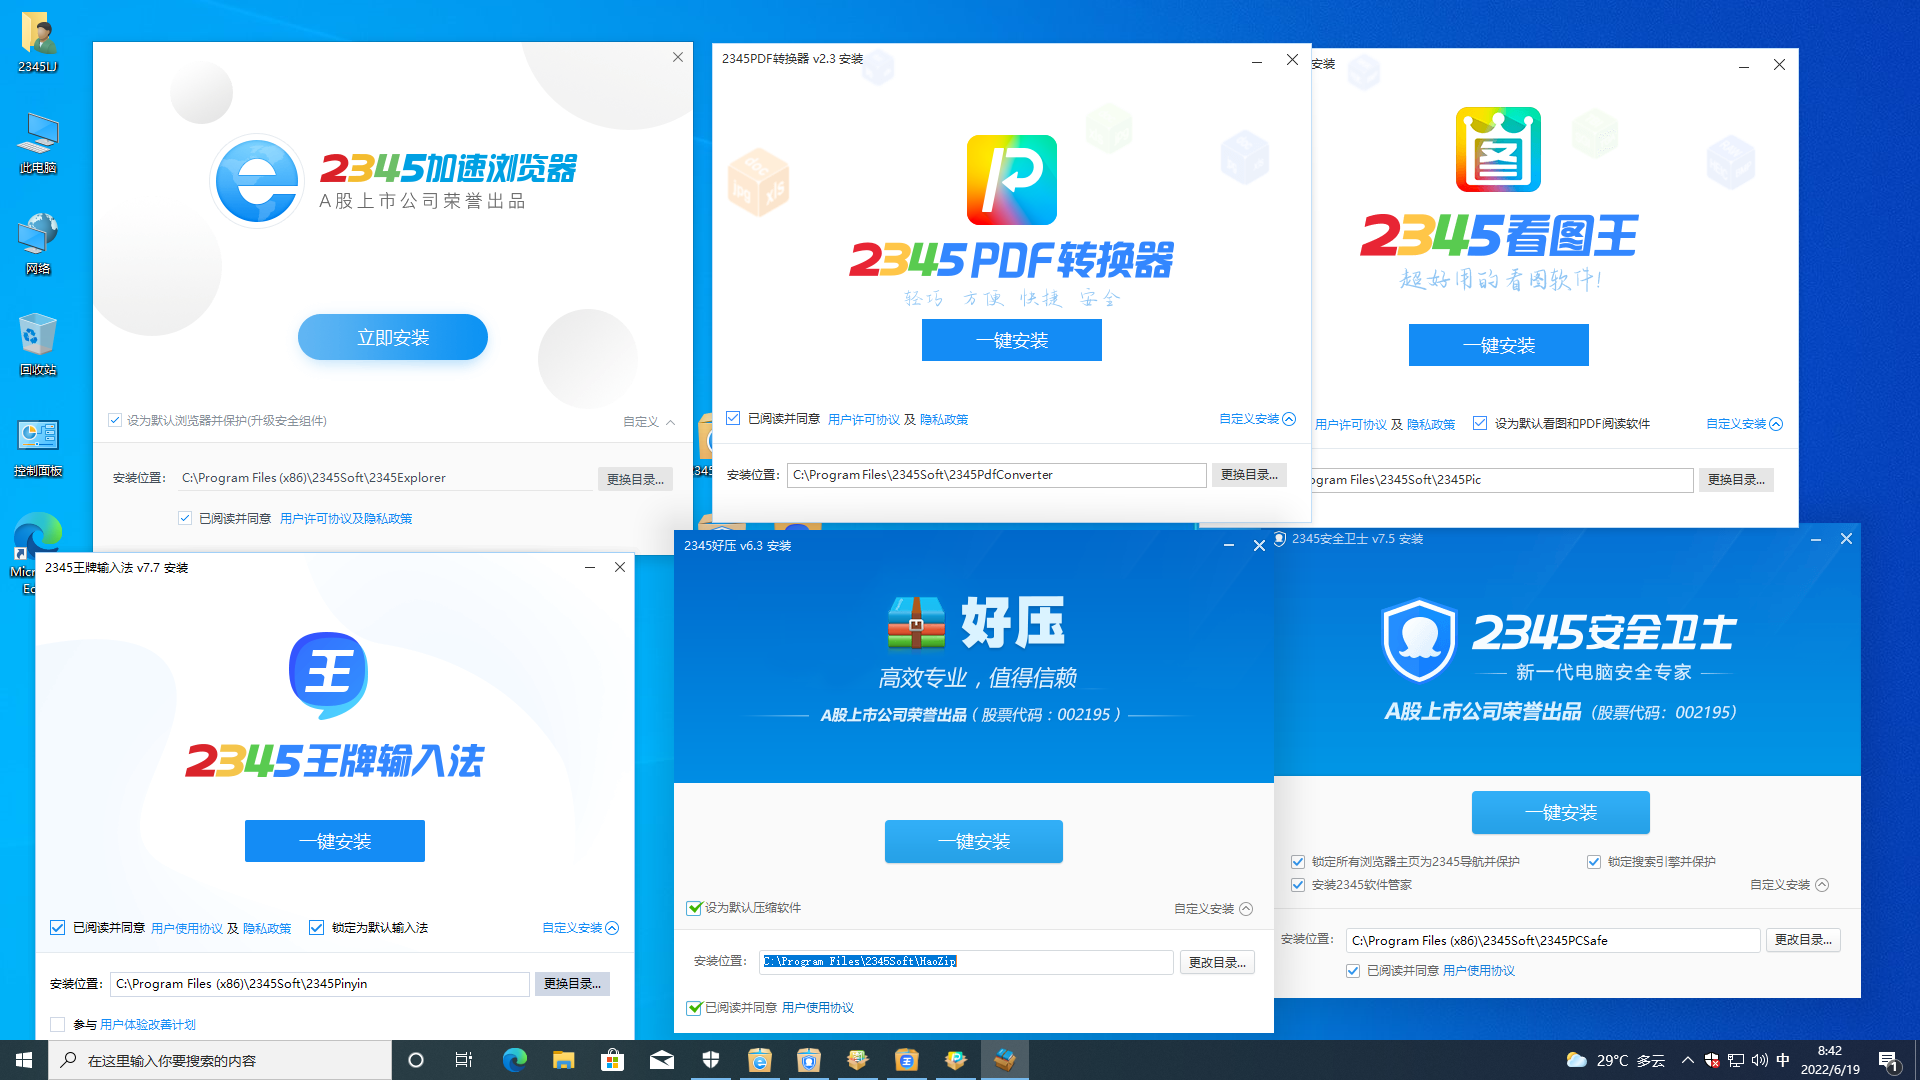 2345LJ
此电脑
网络
回收站
控制面板
Micr
Ec
2345加速浏览器
A股上市公司荣誉出品
立即安装
设为默认浏览器并保护(升级安全组件)
自定义
安装位置：
C:\Program Files (x86)\2345Soft\2345Explorer
更换目录...
已阅读并同意 用户许可协议及隐私政策
2345PDF转换器 v2.3 安装
doc
jpg
xls
2345PDF转换器
轻巧 方便 快捷 安全
一键安装
已阅读并同意 用户许可协议 及 隐私政策
自定义安装
安装位置：
C:\Program Files\2345Soft\2345PdfConverter
更换目录...
安装
2345看图王
超好用的看图软件!
一键安装
用户许可协议 及 隐私政策
设为默认看图和PDF阅读软件
自定义安装
ogram Files\2345Soft\2345Pic
更换目录...
2345王牌输入法 v7.7 安装
王
2345王牌输入法
一键安装
已阅读并同意 用户使用协议 及 隐私政策
锁定为默认输入法
自定义安装
安装位置：
C:\Program Files (x86)\2345Soft\2345Pinyin
更换目录...
参与 用户体验改善计划
2345好压 v6.3 安装
好压
高效专业，值得信赖
A股上市公司荣誉出品（股票代码：002195）
一键安装
设为默认压缩软件
自定义安装
安装位置：
C:\Program Files\2345Soft\HaoZip
更改目录...
已阅读并同意 用户使用协议
2345安全卫士 v7.5 安装
2345安全卫士
新一代电脑安全专家
A股上市公司荣誉出品（股票代码：002195）
一键安装
锁定所有浏览器主页为2345导航并保护
锁定搜索引擎并保护
安装2345软件管家
自定义安装
安装位置：
C:\Program Files (x86)\2345Soft\2345PCSafe
更改目录...
已阅读并同意 用户使用协议
在这里输入你要搜索的内容
29°C 多云
中
8:42
2022/6/19
1